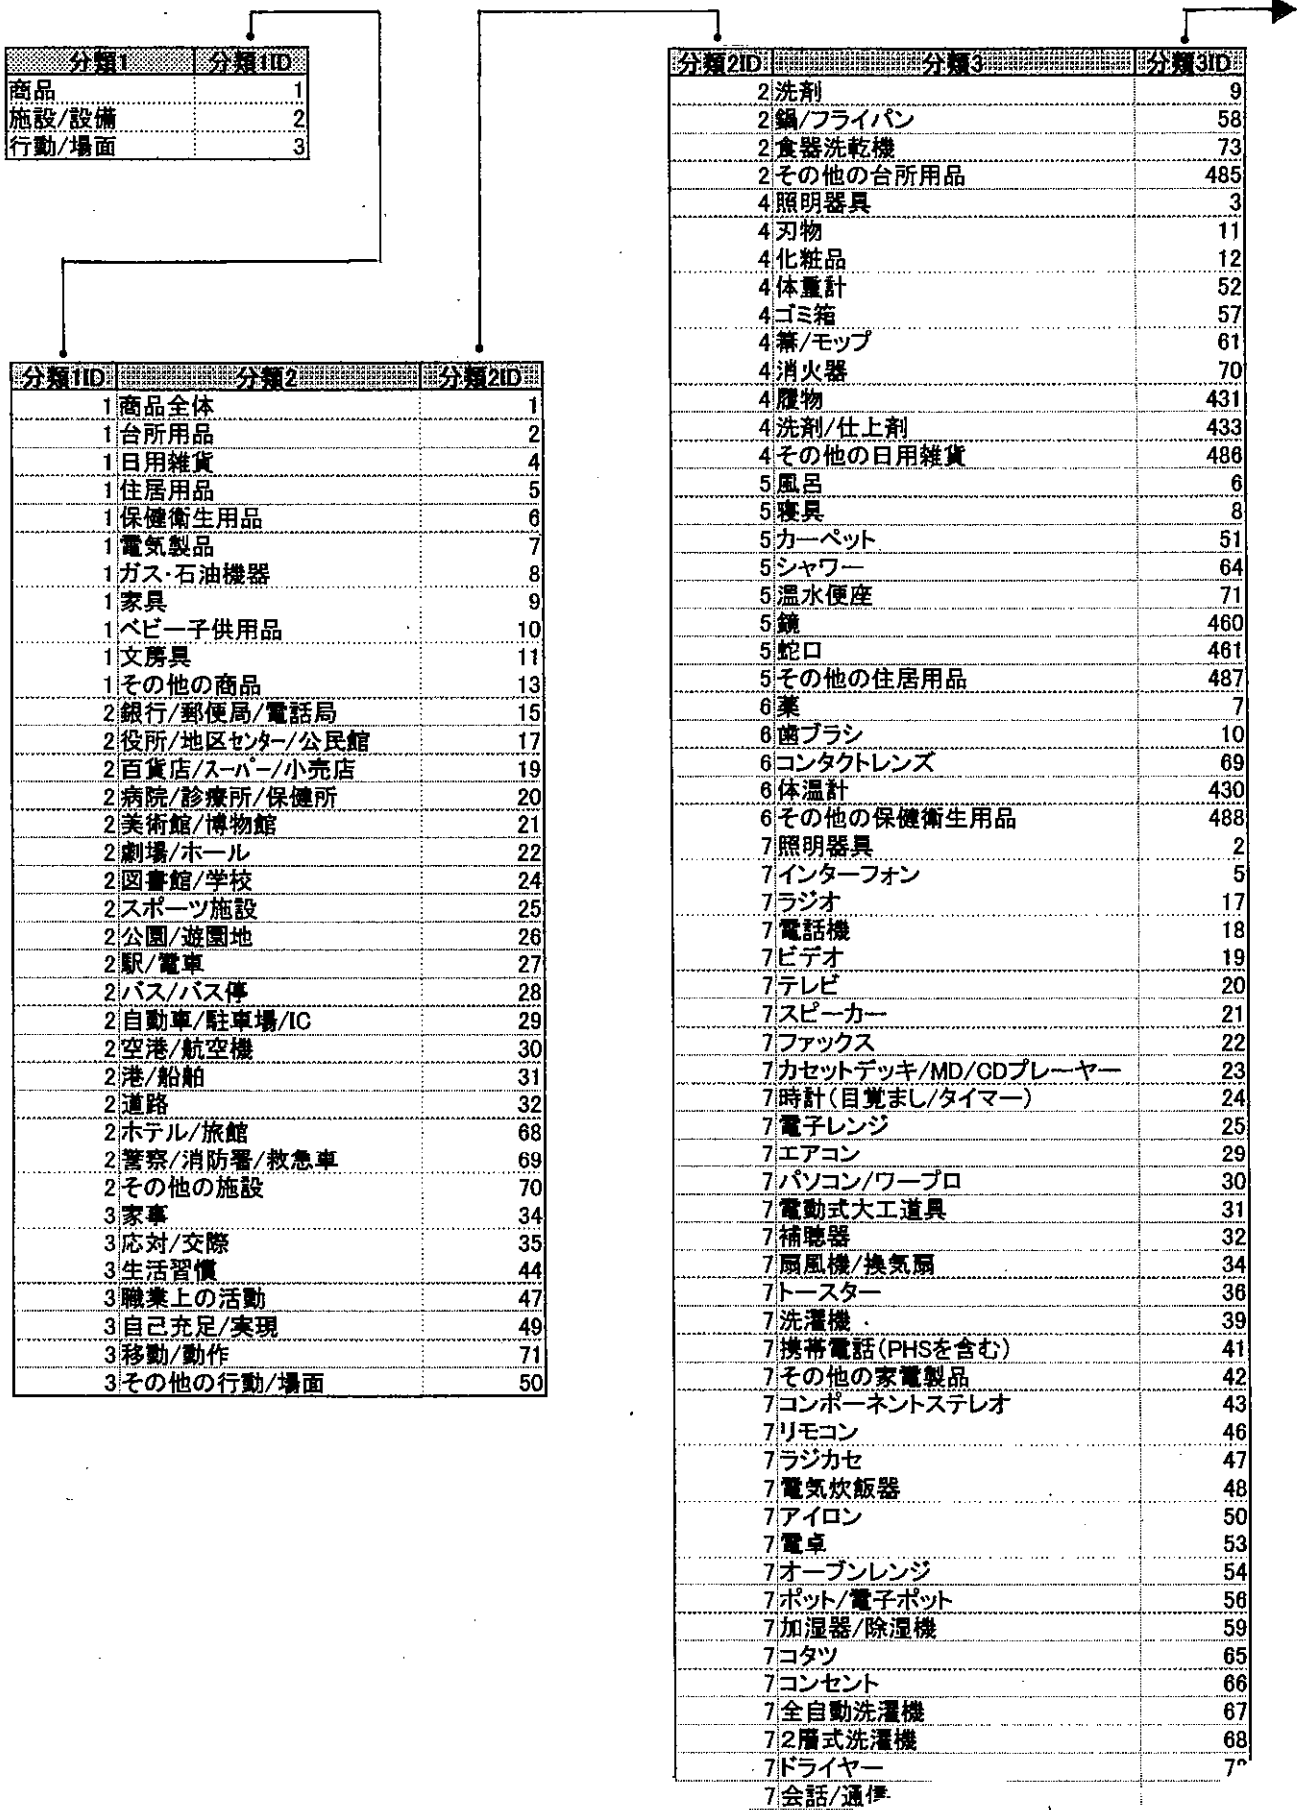 分類1 分類1ID
商品 1
施設/設備 2
行動/場面 3
分類1ID 分類2 分類2ID
1 商品全体 1
1 台所用品 2
1 日用雑貨 4
1 住居用品 5
1 保健衛生用品 6
1 電気製品 7
1 ガス・石油機器 8
1 家具 9
1 ベビー子供用品 10
1 文房具 11
1 その他の商品 13
2 銀行/郵便局/電話局 15
2 役所/地区センター/公民館 17
2 百貨店/スーパー/小売店 19
2 病院/診療所/保健所 20
2 美術館/博物館 21
2 劇場/ホール 22
2 図書館/学校 24
2 スポーツ施設 25
2 公園/遊園地 26
2 駅/電車 27
2 バス/バス停 28
2 自動車/駐車場/IC 29
2 空港/航空機 30
2 港/船舶 31
2 道路 32
2 ホテル/旅館 68
2 警察/消防署/救急車 69
2 その他の施設 70
3 家事 34
3 応対/交際 35
3 生活習慣 44
3 職業上の活動 47
3 自己充足/実現 49
3 移動/動作 71
3 その他の行動/場面 50
分類2ID 分類3 分類3ID
2 洗剤 9
2 鍋/フライパン 58
2 食器洗乾機 73
2 その他の台所用品 485
4 照明器具 3
4 刃物 11
4 化粧品 12
4 体重計 52
4 ゴミ箱 57
4 箒/モップ 61
4 消火器 70
4 履物 431
4 洗剤/仕上剤 433
4 その他の日用雑貨 486
5 風呂 6
5 寝具 8
5 カーペット 51
5 シャワー 64
5 温水便座 71
5 鏡 460
5 蛇口 461
5 その他の住居用品 487
6 薬 7
6 歯ブラシ 10
6 コンタクトレンズ 69
6 体温計 430
6 その他の保健衛生用品 488
7 照明器具 2
7 インターフォン 5
7 ラジオ 17
7 電話機 18
7 ビデオ 19
7 テレビ 20
7 スピーカー 21
7 ファックス 22
7 カセットデッキ/MD/CDプレーヤー 23
7 時計(目覚まし/タイマー) 24
7 電子レンジ 25
7 エアコン 29
7 パソコン/ワープロ 30
7 電動式大工道具 31
7 補聴器 32
7 扇風機/換気扇 34
7 トースター 36
7 洗濯機 39
7 携帯電話(PHSを含む) 41
7 その他の家電製品 42
7 コンポーネントステレオ 43
7 リモコン 46
7 ラジカセ 47
7 電気炊飯器 48
7 アイロン 50
7 電卓 53
7 オーブンレンジ 54
7 ポット/電子ポット 56
7 加湿器/除湿機 59
7 コタツ 65
7 コンセント 66
7 全自動洗濯機 67
7 2層式洗濯機 68
7 ドライヤー
7 会話/通信